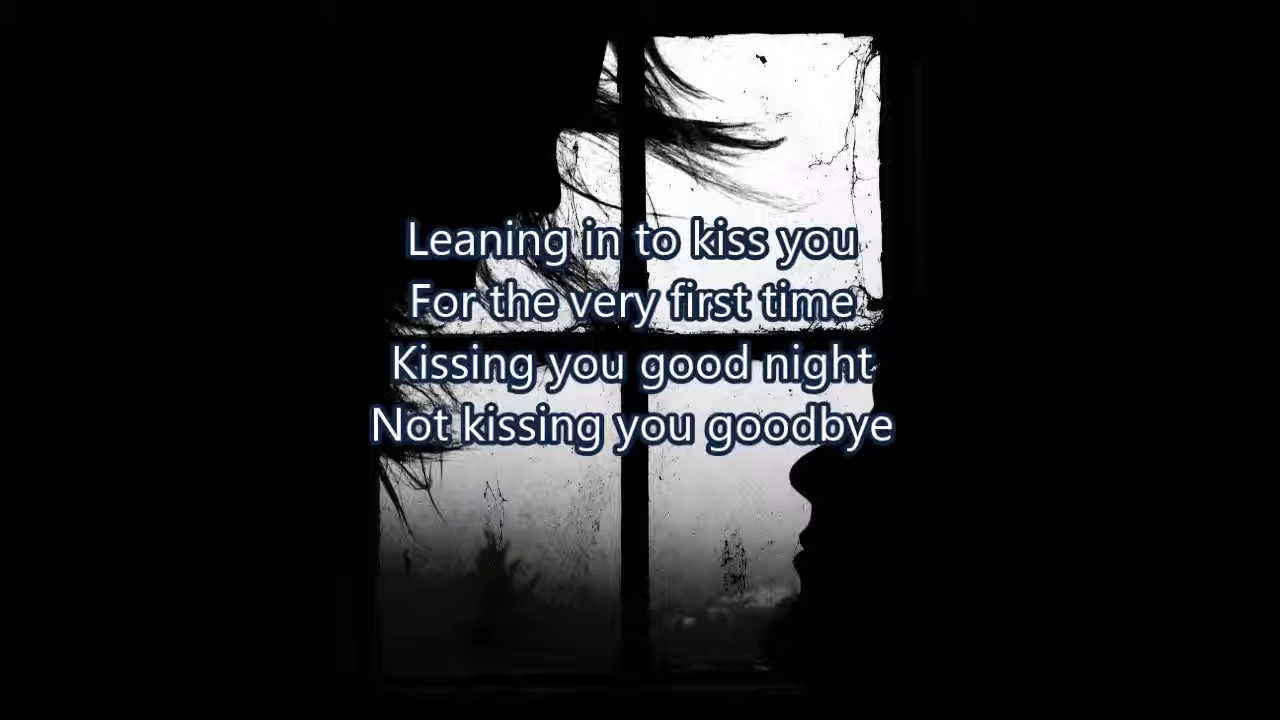 Leaning in to kiss you
For the very first time
Kissing you good night
Not kissing you goodbye